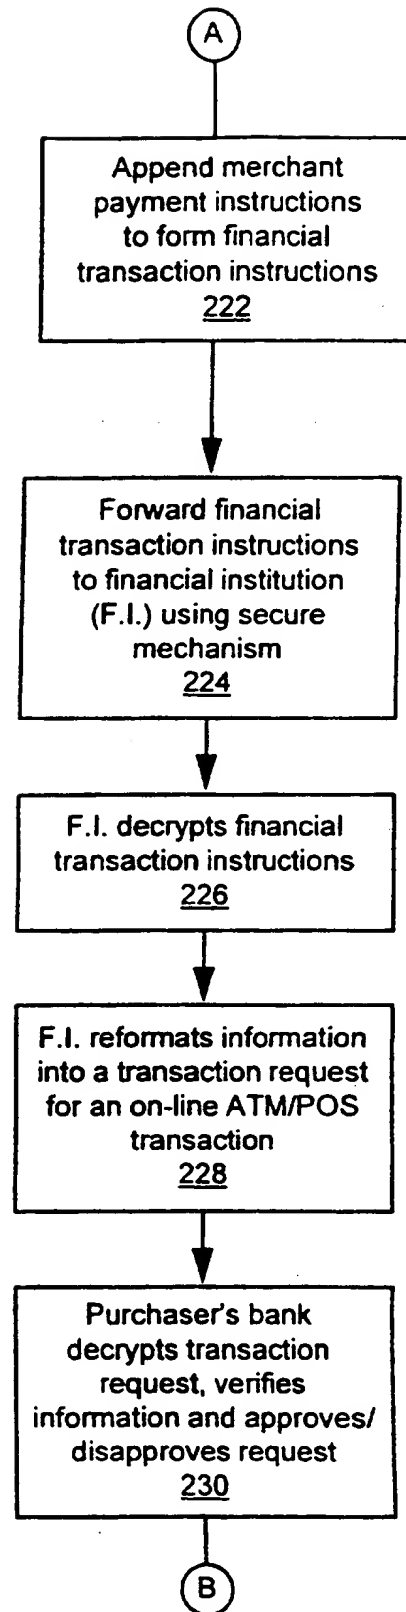 A
Append merchant
payment instructions
to form financial
transaction instructions
222
Forward financial
transaction instructions
to financial institution
(F.I.) using secure
mechanism
224
F.I. decrypts financial
transaction instructions
226
F.I. reformats information
into a transaction request
for an on-line ATM/POS
transaction
228
Purchaser's bank
decrypts transaction
request, verifies
information and approves/
disapproves request
230
B